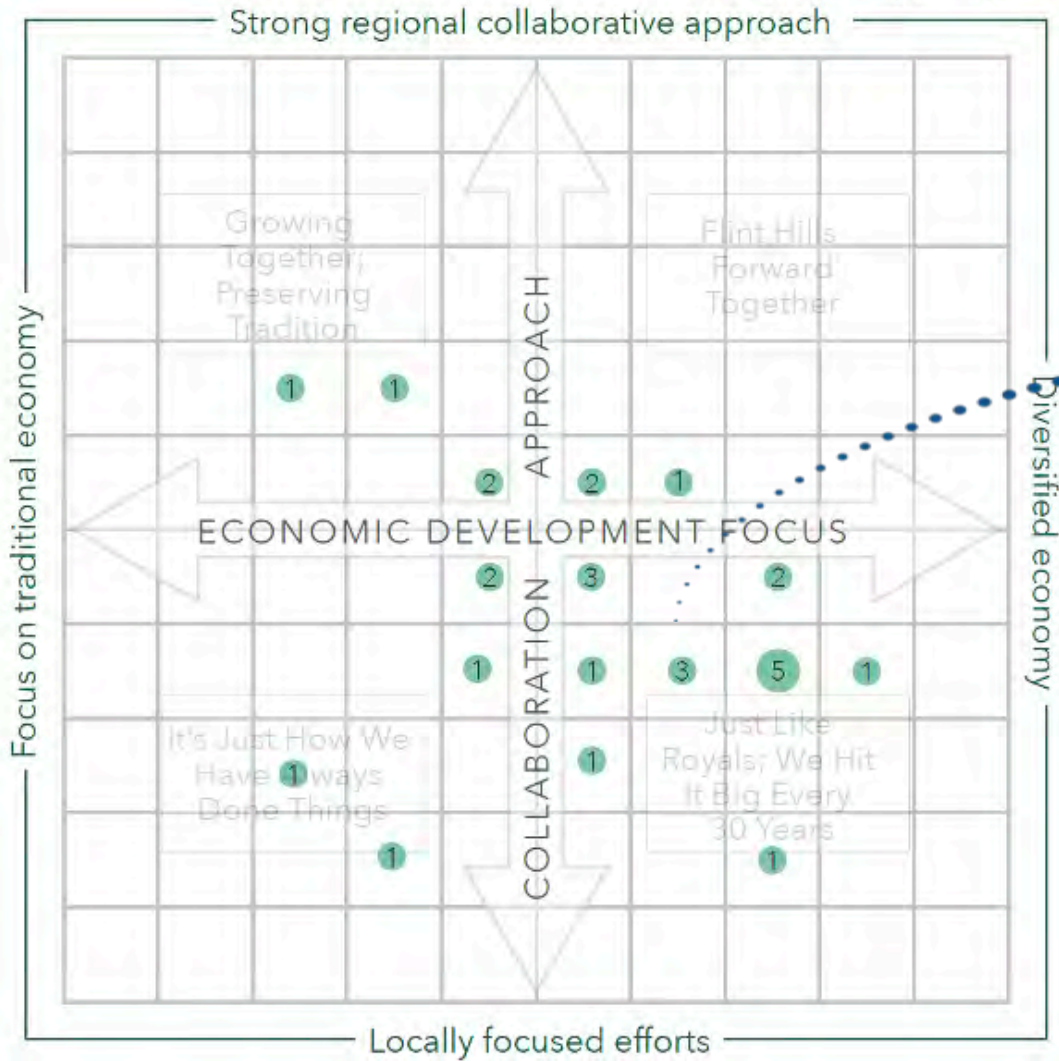 Strong regional collaborative approach
Growing
Together;
Preserving
Tradition
Flint Hills
Forward
Together
Focus on traditional economy
APPROACH
Diversified economy
1
1
2
2
1
ECONOMIC DEVELOPMENT FOCUS
2
3
2
COLLABORATION
1
1
3
5
1
It's Just How We
Have Always
Done Things
1
Just Like
Royals; We Hit
It Big Every
30 Years
1
1
1
Locally focused efforts